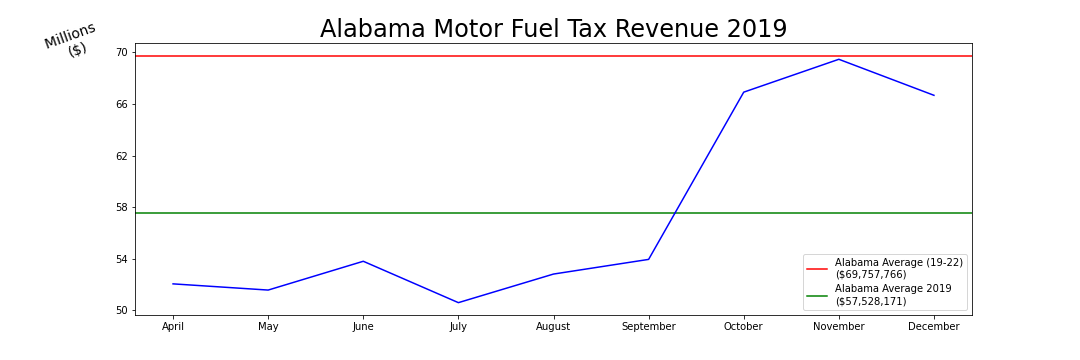 Alabama Motor Fuel Tax Revenue 2019
Millions
($)
70
66
62
58
54
50
April May June July August September October November December
Alabama Average (19-22)
($69,757,766)
Alabama Average 2019
($57,528,171)